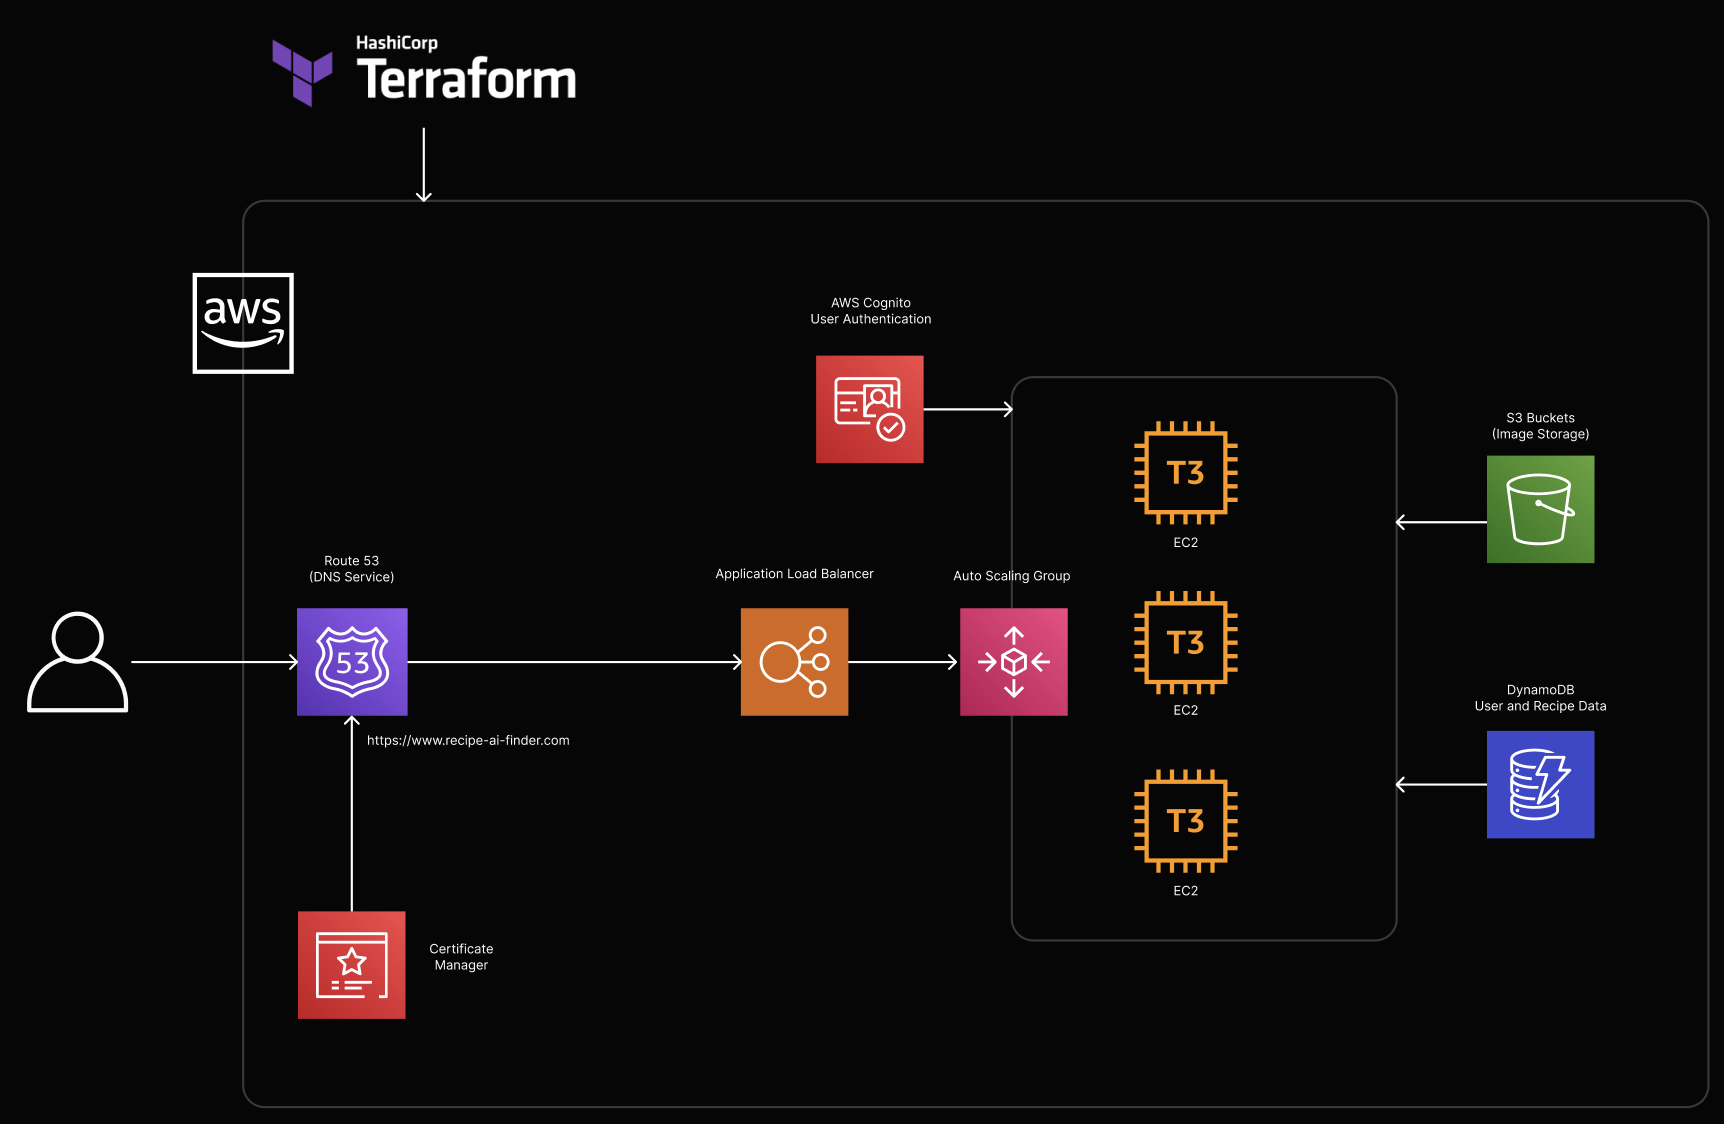 HashiCorp
Terraform
aws
AWS Cognito
User Authentication
S3 Buckets
(Image Storage)
T3
EC2
Route 53
(DNS Service)
Application Load Balancer
Auto Scaling Group
53
T3
EC2
DynamoDB
User and Recipe Data
https://www.recipe-ai-finder.com
T3
EC2
Certificate
Manager